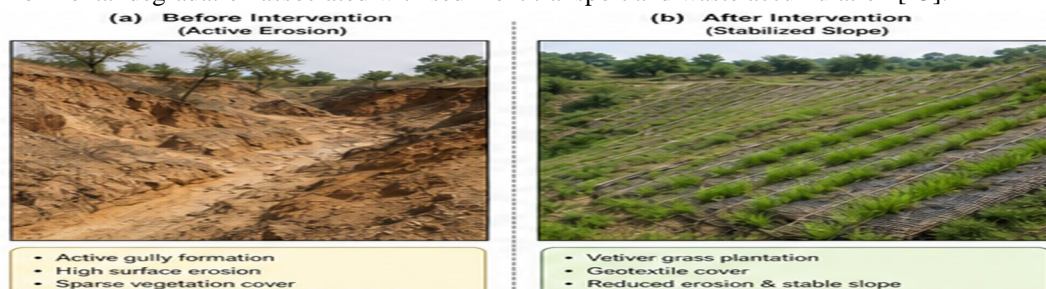 (a) Before Intervention
(Active Erosion)
(b) After Intervention
(Stabilized Slope)
• Active gully formation
• High surface erosion
• Sparse vegetation cover
• Vetiver grass plantation
• Geotextile cover
• Reduced erosion & stable slope